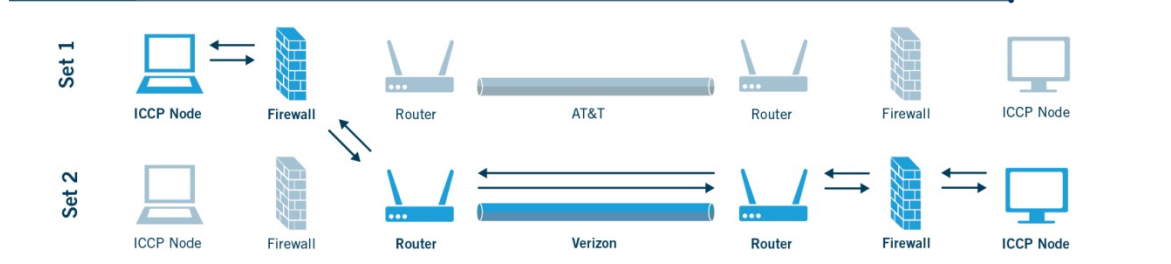 Set 1
ICCP Node Firewall Router AT&T Router Firewall ICCP Node
Set 2
ICCP Node Firewall Router Verizon Router Firewall ICCP Node